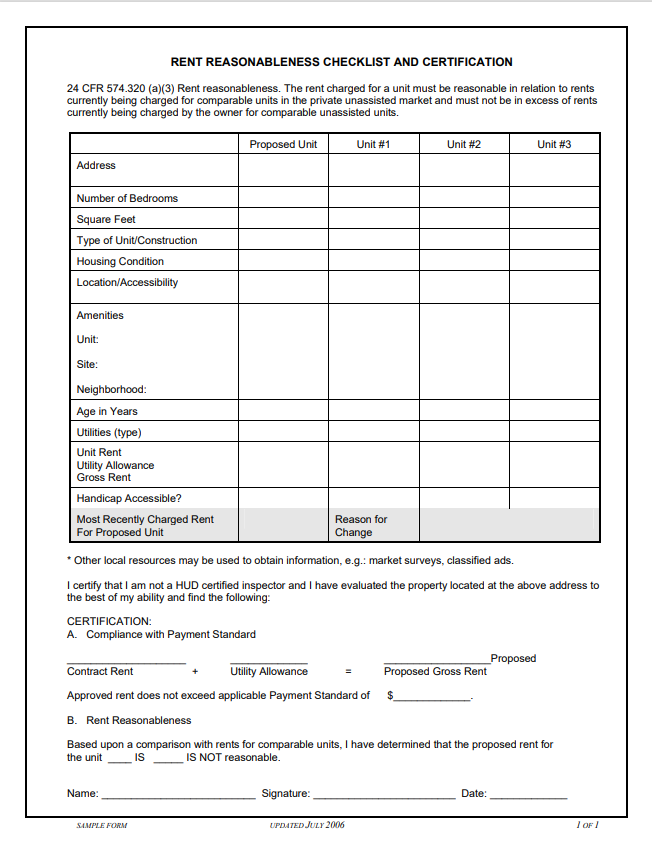 RENT REASONABLENESS CHECKLIST AND CERTIFICATION
24 CFR 574.320 (a)(3) Rent reasonableness. The rent charged for a unit must be reasonable in relation to rents
currently being charged for comparable units in the private unassisted market and must not be in excess of rents
currently being charged by the owner for comparable unassisted units.
Proposed Unit Unit #1 Unit #2 Unit #3
Address
Number of Bedrooms
Square Feet
Type of Unit/Construction
Housing Condition
Location/Accessibility
Amenities
Unit:
Site:
Neighborhood:
Age in Years
Utilities (type)
Unit Rent
Utility Allowance
Gross Rent
Handicap Accessible?
Most Recently Charged Rent Reason for
For Proposed Unit Change
* Other local resources may be used to obtain information, e.g.: market surveys, classified ads.
I certify that I am not a HUD certified inspector and I have evaluated the property located at the above address to
the best of my ability and find the following:
CERTIFICATION:
A. Compliance with Payment Standard
____________________ _____________ __________________Proposed
Contract Rent + Utility Allowance = Proposed Gross Rent
Approved rent does not exceed applicable Payment Standard of $_____________.
B. Rent Reasonableness
Based upon a comparison with rents for comparable units, I have determined that the proposed rent for
the unit ____ IS _____ IS NOT reasonable.
Name: __________________________ Signature: ________________________ Date: _____________
SAMPLE FORM UPDATED JULY 2006 1 OF 1